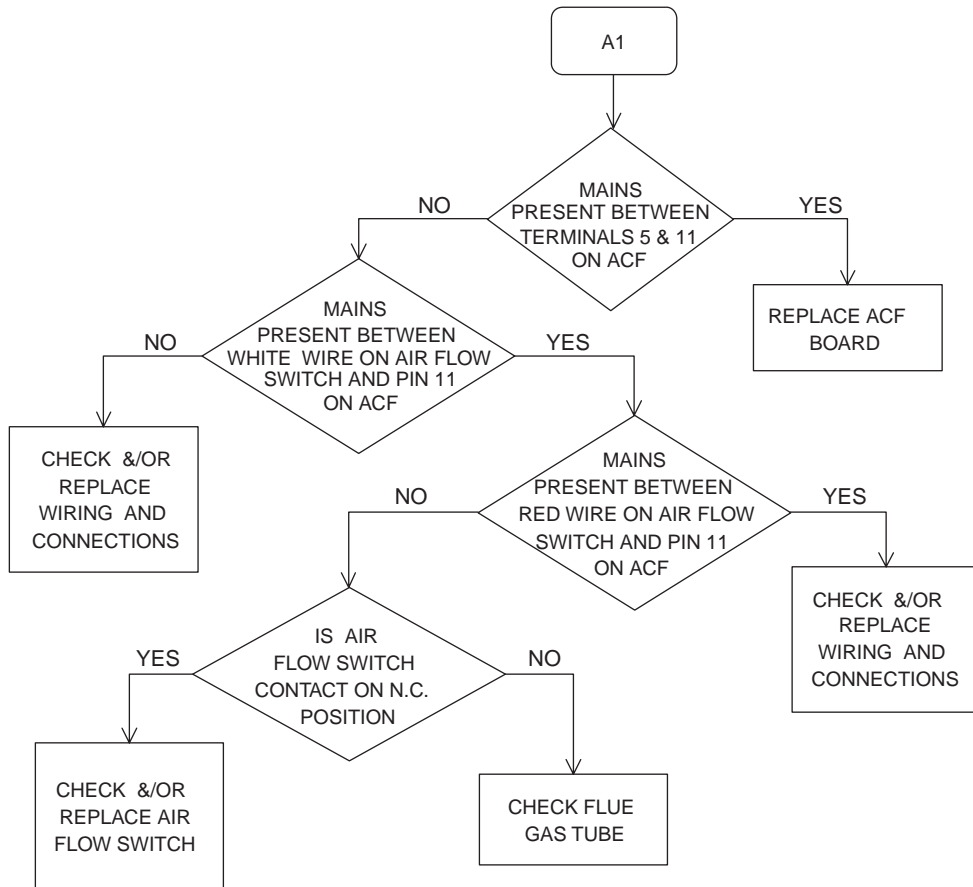 A1
MAINS
PRESENT BETWEEN
TERMINALS 5 & 11
ON ACF
NO
YES
REPLACE ACF
BOARD
MAINS
PRESENT BETWEEN
WHITE WIRE ON AIR FLOW
SWITCH AND PIN 11
ON ACF
NO
YES
CHECK &/OR
REPLACE
WIRING AND
CONNECTIONS
MAINS
PRESENT BETWEEN
RED WIRE ON AIR FLOW
SWITCH AND PIN 11
ON ACF
NO
YES
CHECK &/OR
REPLACE
WIRING AND
CONNECTIONS
IS AIR
FLOW SWITCH
CONTACT ON N.C.
POSITION
YES
NO
CHECK &/OR
REPLACE AIR
FLOW SWITCH
CHECK FLUE
GAS TUBE